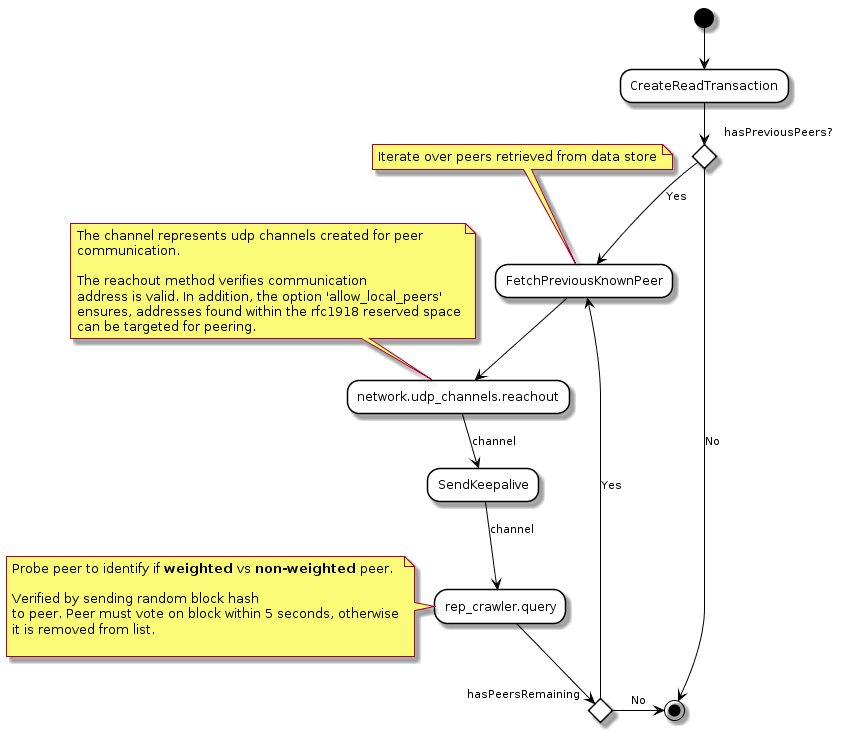 CreateReadTransaction
hasPreviousPeers?
Iterate over peers retrieved from data store
Yes
The channel represents udp channels created for peer
communication.
The reachout method verifies communication
address is valid. In addition, the option 'allow_local_peers'
ensures, addresses found within the rfc1918 reserved space
can be targeted for peering.
FetchPreviousKnownPeer
network.udp_channels.reachout
channel
No
SendKeepalive
Yes
channel
Probe peer to identify if weighted vs non-weighted peer.
Verified by sending random block hash
to peer. Peer must vote on block within 5 seconds, otherwise
it is removed from list.
rep_crawler.query
hasPeersRemaining
No